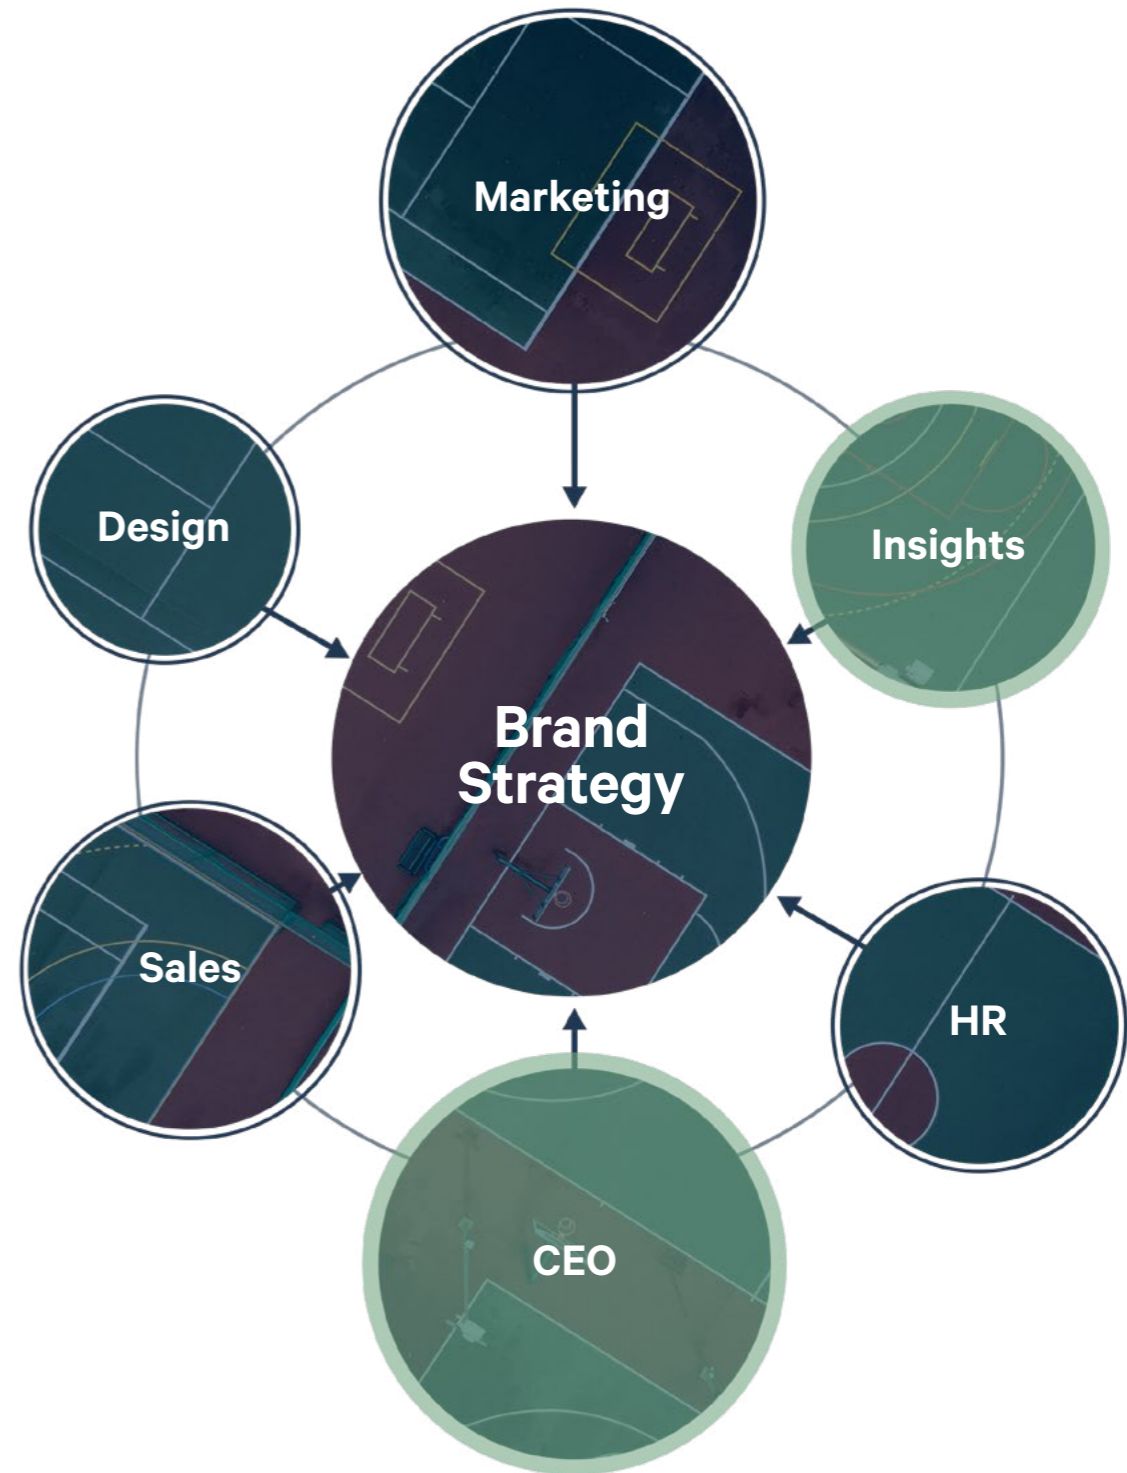 Marketing
Design
Insights
Brand
Strategy
Sales
HR
CEO